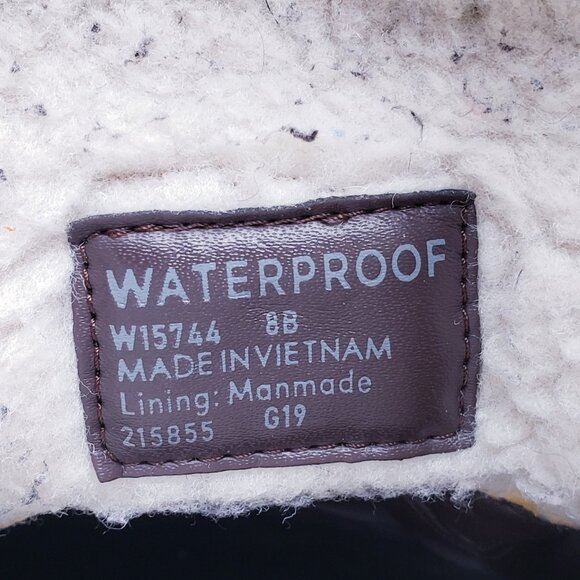 WATERPROOF
W15744 8B
MADE IN VIETNAM
Lining: Manmade
215855 G19